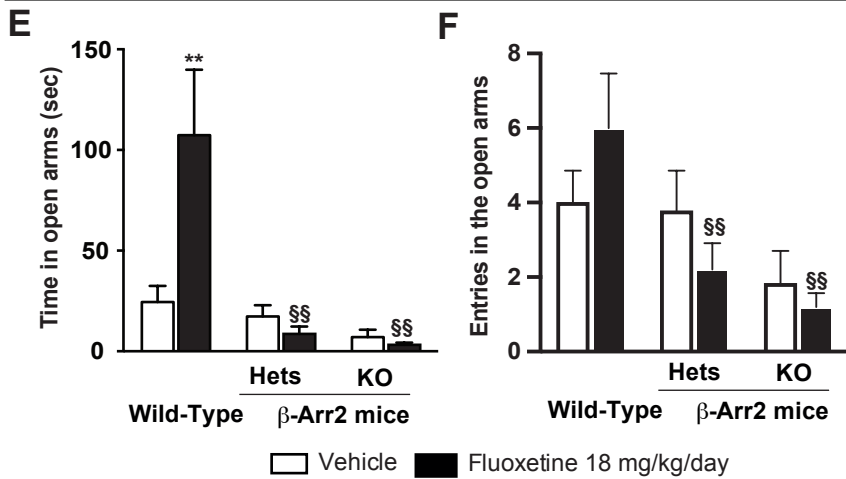 E
Time in open arms (sec)
150
100
50
0
**
§§
§§
Hets
KO
Wild-Type
β-Arr2 mice
F
Entries in the open arms
8
6
4
2
0
§§
§§
Hets
KO
Wild-Type
β-Arr2 mice
Vehicle
Fluoxetine 18 mg/kg/day